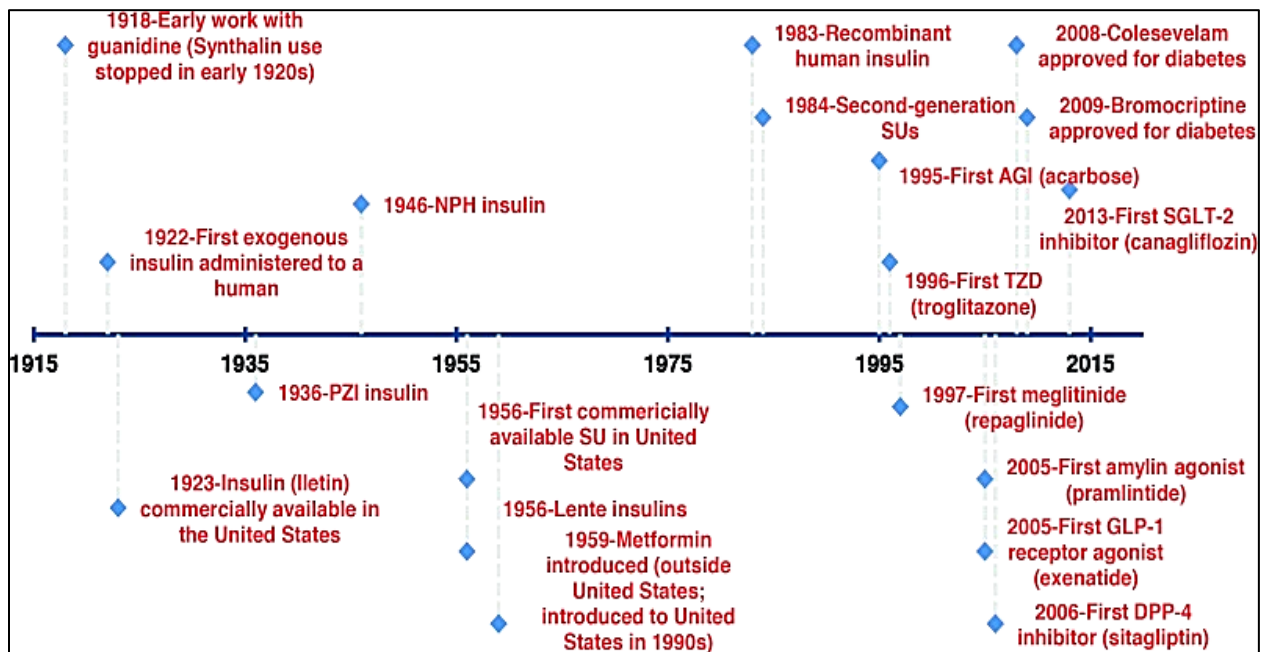 1918-Early work with
guanidine (Synthalin use
stopped in early 1920s)
1922-First exogenous
insulin administered to a
human
1946-NPH insulin
1983-Recombinant
human insulin
1984-Second-generation
SUs
1995-First AGI (acarbose)
1996-First TZD
(troglitazone)
2008-Colesevelam
approved for diabetes
2009-Bromocriptine
approved for diabetes
2013-First SGLT-2
inhibitor (canagliflozin)
1915
1935
1955
1975
1995
2015
1923-Insulin (Iletin)
commercially available in
the United States
1936-PZI insulin
1956-First commericially
available SU in United
States
1956-Lente insulins
1959-Metformin
introduced (outside
United States;
introduced to United
States in 1990s)
1997-First meglitinide
(repaglinide)
2005-First amylin agonist
(pramlintide)
2005-First GLP-1
receptor agonist
(exenatide)
2006-First DPP-4
inhibitor (sitagliptin)